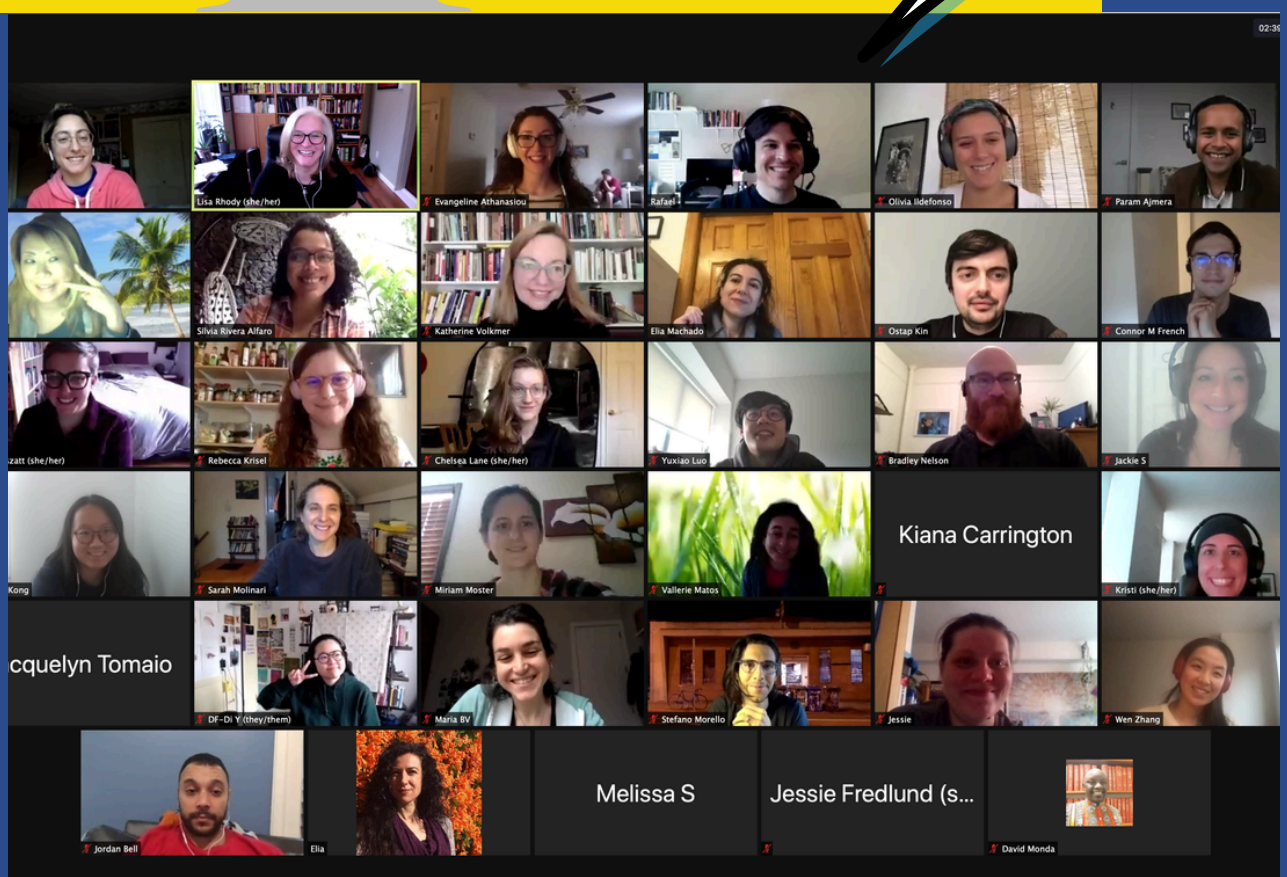 02:39
Lisa Rhody (she/her)
Evangeline Athanasiou
Rafael
Olivia Ildefonso
Param Ajmera
Silvia Rivera Alfaro
Katherine Volkmer
Elia Machado
Ostap Kin
Connor M French
zatt (she/her)
Rebecca Krisel
Chelsea Lane (she/her)
Yuxiao Luo
Bradley Nelson
Jackie S
Kong
Sarah Molinari
Miriam Moster
Vallerie Matos
Kiana Carrington
Kristi (she/her)
cquelyn Tomaio
DF-Di Y (they/them)
Maria BV
Stefano Morello
Jessie
Wen Zhang
Jordan Bell
Elia
Melissa S
Jessie Fredlund (s...
David Monda